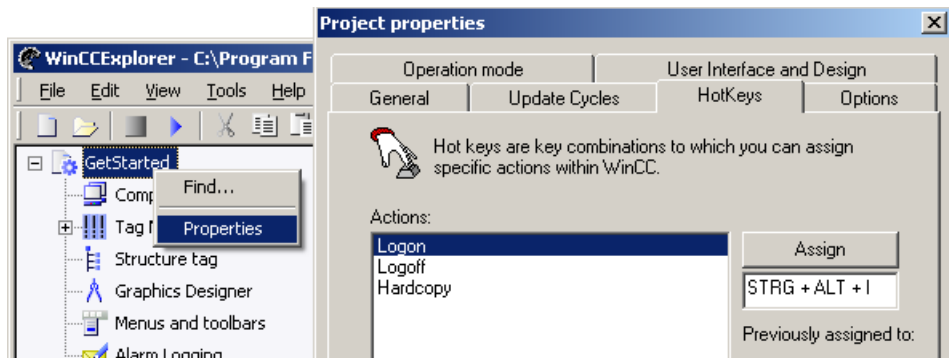 WinCCExplorer - C:\Program F
File Edit View Tools Help
GetStarted
Find...
Properties
Comp
Tag
Structure tag
Graphics Designer
Menus and toolbars
Alarm Logging
Project properties
Operation mode
User Interface and Design
General
Update Cycles
HotKeys
Options
Hot keys are key combinations to which you can assign
specific actions within WinCC.
Actions:
Logon
Logoff
Hardcopy
Assign
STRG + ALT + I
Previously assigned to: